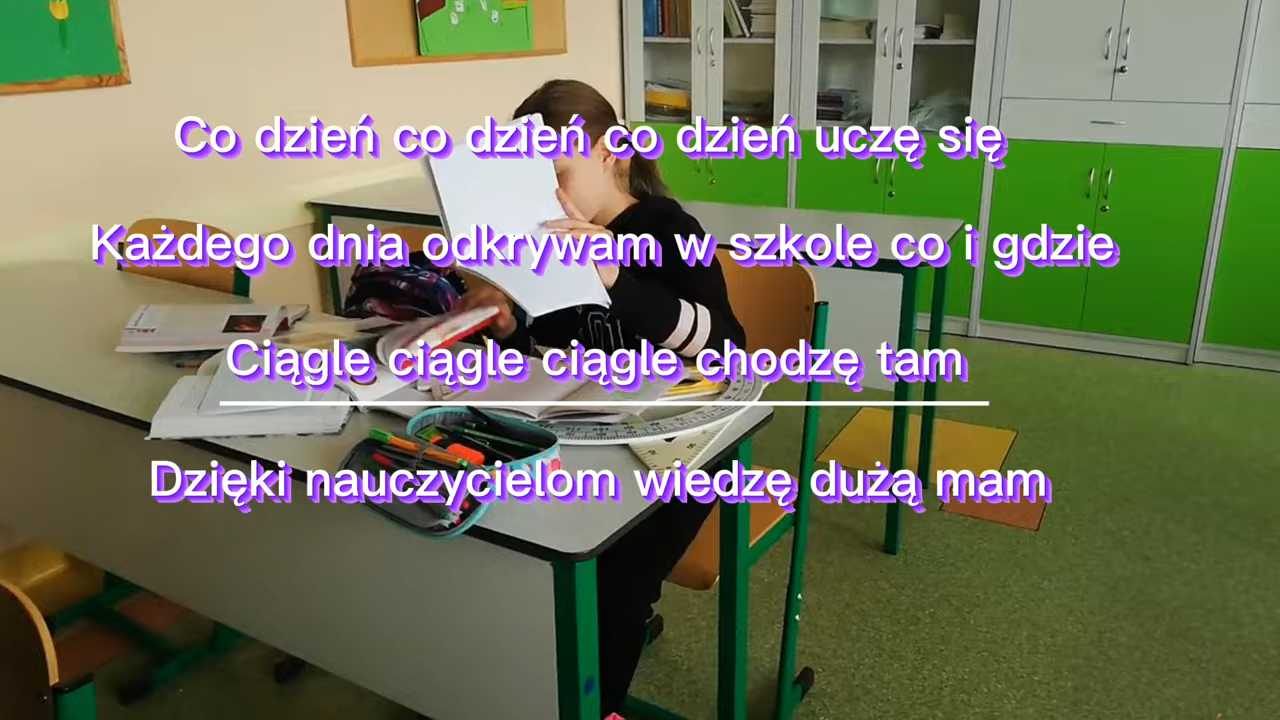 Co dzień co dzień co dzień uczę się
Każdego dnia odkrywam w szkole co i gdzie
Ciągle ciągle ciągle chodzę tam
Dzięki nauczycielom wiedzę dużą mam